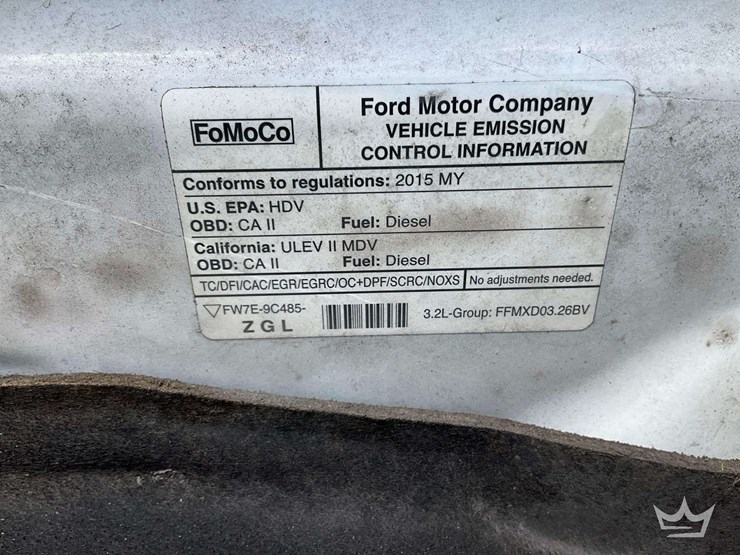 FoMoCo
Ford Motor Company
VEHICLE EMISSION
CONTROL INFORMATION
Conforms to regulations: 2015 MY
U.S. EPA: HDV
OBD: CA II Fuel: Diesel
California: ULEV II MDV
OBD: CA II Fuel: Diesel
TC/DFI/CAC/EGR/EGRC/OC+DPF/SCRC/NOXS No adjustments needed.
FW7E-9C485-
ZGL
3.2L-Group: FFMXD03.26BV